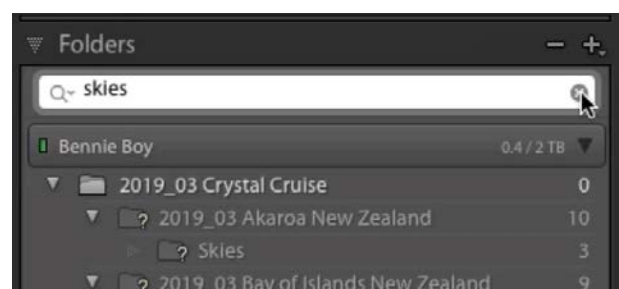 Folders
skies
Bennie Boy 0.4 / 2 TB
2019_03 Crystal Cruise 0
? 2019_03 Akaroa New Zealand 10
? Skies 3
? 2019_03 Bay of Islands New Zealand 9